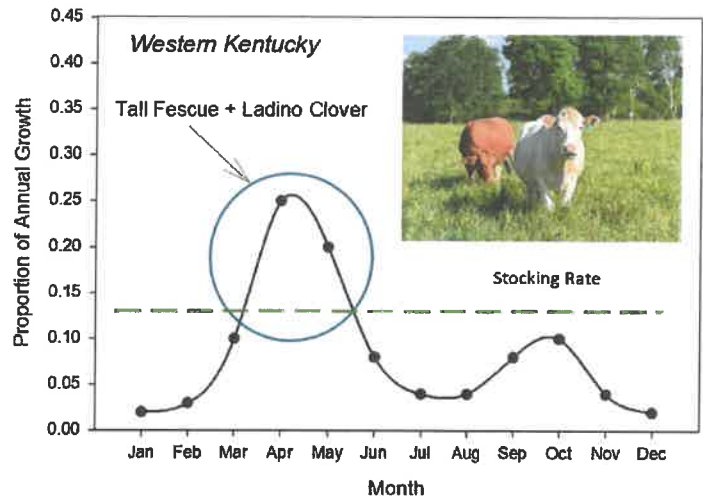 Western Kentucky
Tall Fescue + Ladino Clover
Stocking Rate
Proportion of Annual Growth
0.45
0.40
0.35
0.30
0.25
0.20
0.15
0.10
0.05
0.00
Jan Feb Mar Apr May Jun Jul Aug Sep Oct Nov Dec
Month